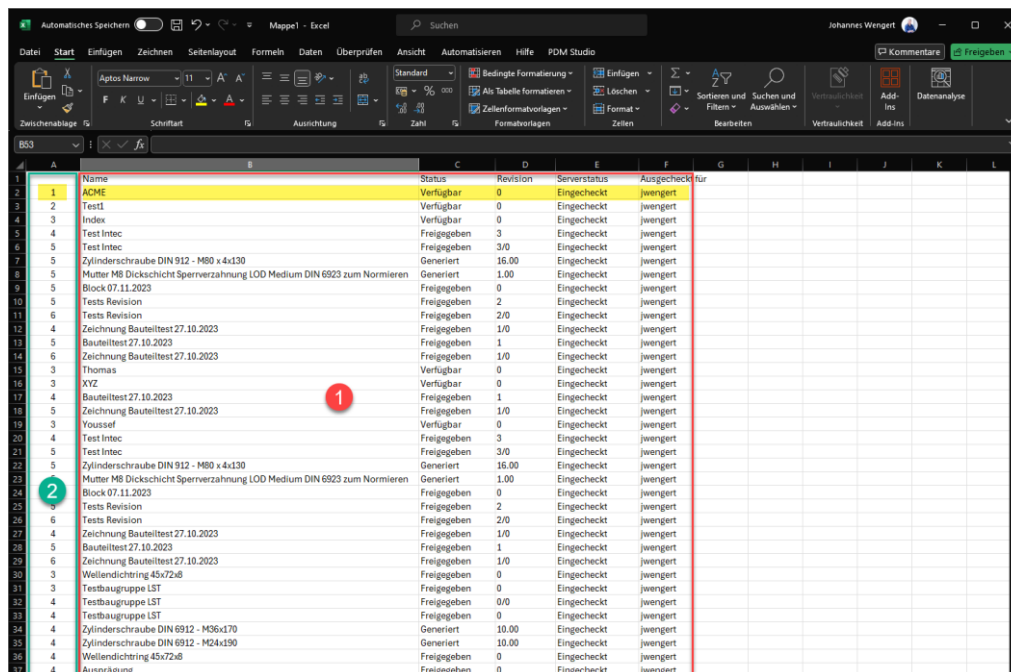 Automatisches Speichern Mappe1 - Excel Suchen Johannes Wengert
Datei Start Einfügen Zeichnen Seitenlayout Formeln Daten Überprüfen Ansicht Automatisieren Hilfe PDM Studio Kommentare Freigeben
Einfügen Aptos Narrow 11 Standard Bedingte Formatierung Einfügen Sortieren und Suchen und Vertraulichkeit Add- Datenanalyse
F K U Als Tabelle formatieren Löschen Filtern Auswählen Ins
Zellenformatvorlagen Format
Zwischenablage Schriftart Ausrichtung Zahl Formatvorlagen Zellen Bearbeiten Vertraulichkeit Add-Ins
B53 fx
A B C D E F G H I J K L
1 Name Status Revision Serverstatus Ausgecheckt für
2 1 ACME Verfügbar 0 Eingecheckt jwengert
3 2 Test1 Verfügbar 0 Eingecheckt jwengert
4 3 Index Verfügbar 0 Eingecheckt jwengert
5 4 Test Intec Freigegeben 3 Eingecheckt jwengert
6 5 Test Intec Freigegeben 3/0 Eingecheckt jwengert
7 5 Zylinderschraube DIN 912 - M80 x 4x130 Generiert 16.00 Eingecheckt jwengert
8 5 Mutter M8 Dickschicht Sperrverzahnung LOD Medium DIN 6923 zum Normieren Generiert 1.00 Eingecheckt jwengert
9 5 Block 07.11.2023 Freigegeben 0 Eingecheckt jwengert
10 5 Tests Revision Freigegeben 2 Eingecheckt jwengert
11 6 Tests Revision Freigegeben 2/0 Eingecheckt jwengert
12 4 Zeichnung Bauteiltest 27.10.2023 Freigegeben 1/0 Eingecheckt jwengert
13 5 Bauteiltest 27.10.2023 Freigegeben 1 Eingecheckt jwengert
14 6 Zeichnung Bauteiltest 27.10.2023 Freigegeben 1/0 Eingecheckt jwengert
15 3 Thomas Verfügbar 0 Eingecheckt jwengert
16 3 XYZ Verfügbar 0 Eingecheckt jwengert
17 4 Bauteiltest 27.10.2023 1 Freigegeben 1 Eingecheckt jwengert
18 5 Zeichnung Bauteiltest 27.10.2023 Freigegeben 1/0 Eingecheckt jwengert
19 3 Youssef Verfügbar 0 Eingecheckt jwengert
20 4 Test Intec Freigegeben 3 Eingecheckt jwengert
21 5 Test Intec Freigegeben 3/0 Eingecheckt jwengert
22 5 Zylinderschraube DIN 912 - M80 x 4x130 Generiert 16.00 Eingecheckt jwengert
23 Mutter M8 Dickschicht Sperrverzahnung LOD Medium DIN 6923 zum Normieren Generiert 1.00 Eingecheckt jwengert
24 2 Block 07.11.2023 Freigegeben 0 Eingecheckt jwengert
25 Tests Revision Freigegeben 2 Eingecheckt jwengert
26 6 Tests Revision Freigegeben 2/0 Eingecheckt jwengert
27 4 Zeichnung Bauteiltest 27.10.2023 Freigegeben 1/0 Eingecheckt jwengert
28 5 Bauteiltest 27.10.2023 Freigegeben 1 Eingecheckt jwengert
29 6 Zeichnung Bauteiltest 27.10.2023 Freigegeben 1/0 Eingecheckt jwengert
30 3 Wellendichtring 45x72x8 Freigegeben 0 Eingecheckt jwengert
31 3 Testbaugruppe LST Freigegeben 0 Eingecheckt jwengert
32 4 Testbaugruppe LST Freigegeben 0/0 Eingecheckt jwengert
33 4 Testbaugruppe LST Freigegeben 0 Eingecheckt jwengert
34 4 Zylinderschraube DIN 6912 - M36x170 Generiert 10.00 Eingecheckt jwengert
35 4 Zylinderschraube DIN 6912 - M24x190 Generiert 10.00 Eingecheckt jwengert
36 4 Wellendichtring 45x72x8 Freigegeben 0 Eingecheckt jwengert
37 4 Ausprägung Freigegeben 0 Eingecheckt jwengert